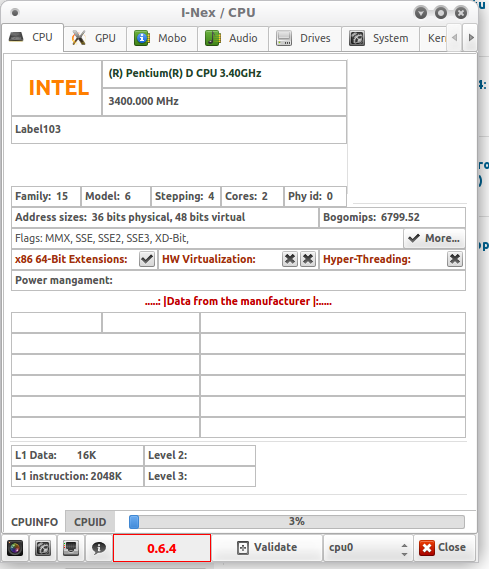 I-Nex / CPU
CPU GPU Mobo Audio Drives System Ker
INTEL
(R) Pentium(R) D CPU 3.40GHz
3400.000 MHz
Label103
Family: 15 Model: 6 Stepping: 4 Cores: 2 Phy id: 0
Address sizes: 36 bits physical, 48 bits virtual Bogomips: 6799.52
Flags: MMX, SSE, SSE2, SSE3, XD-Bit, More...
x86 64-Bit Extensions: HW Virtualization: Hyper-Threading:
Power mangament:
.....: |Data from the manufacturer |:.....
L1 Data: 16K Level 2:
L1 instruction: 2048K Level 3:
CPUINFO CPUID 3%
0.6.4 Validate cpu0 Close